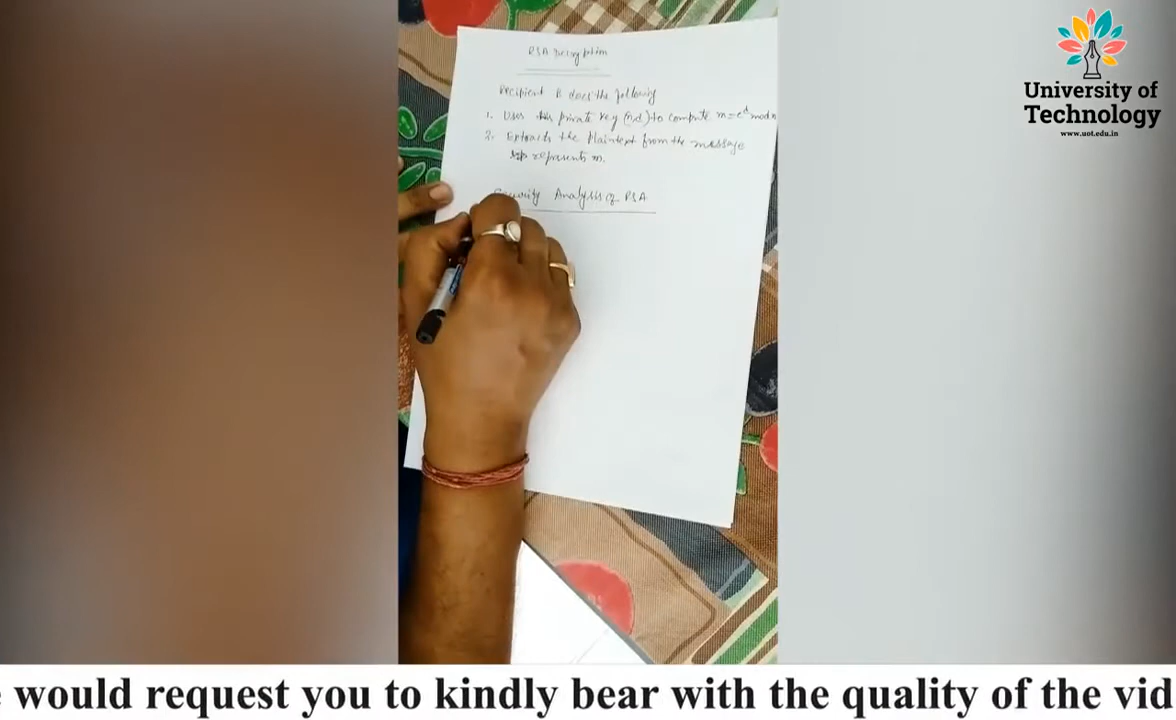 RSA Decryption
Recipient B does the following
1. Uses his private key (n,d) to compute m=c^d mod n
2. Extracts the Plaintext from the message
represents m.
Security Analysis of RSA
University of
Technology
www.uot.edu.in
would request you to kindly bear with the quality of the vid